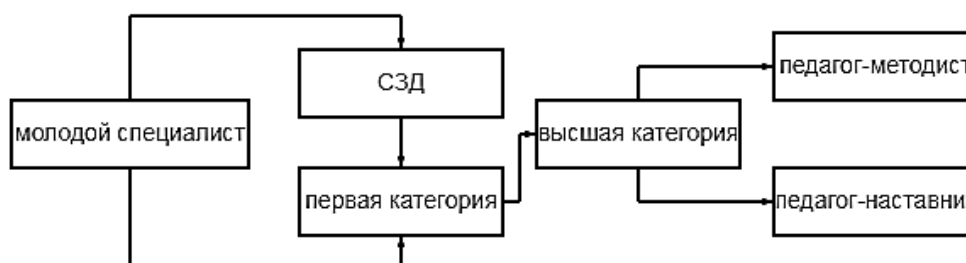 молодой специалист
СЗД
первая категория
высшая категория
педагог-методист
педагог-наставни